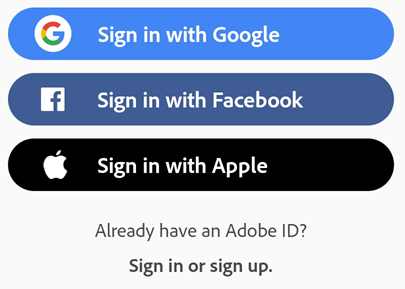 Sign in with Google
Sign in with Facebook
Sign in with Apple
Already have an Adobe ID?
Sign in or sign up.